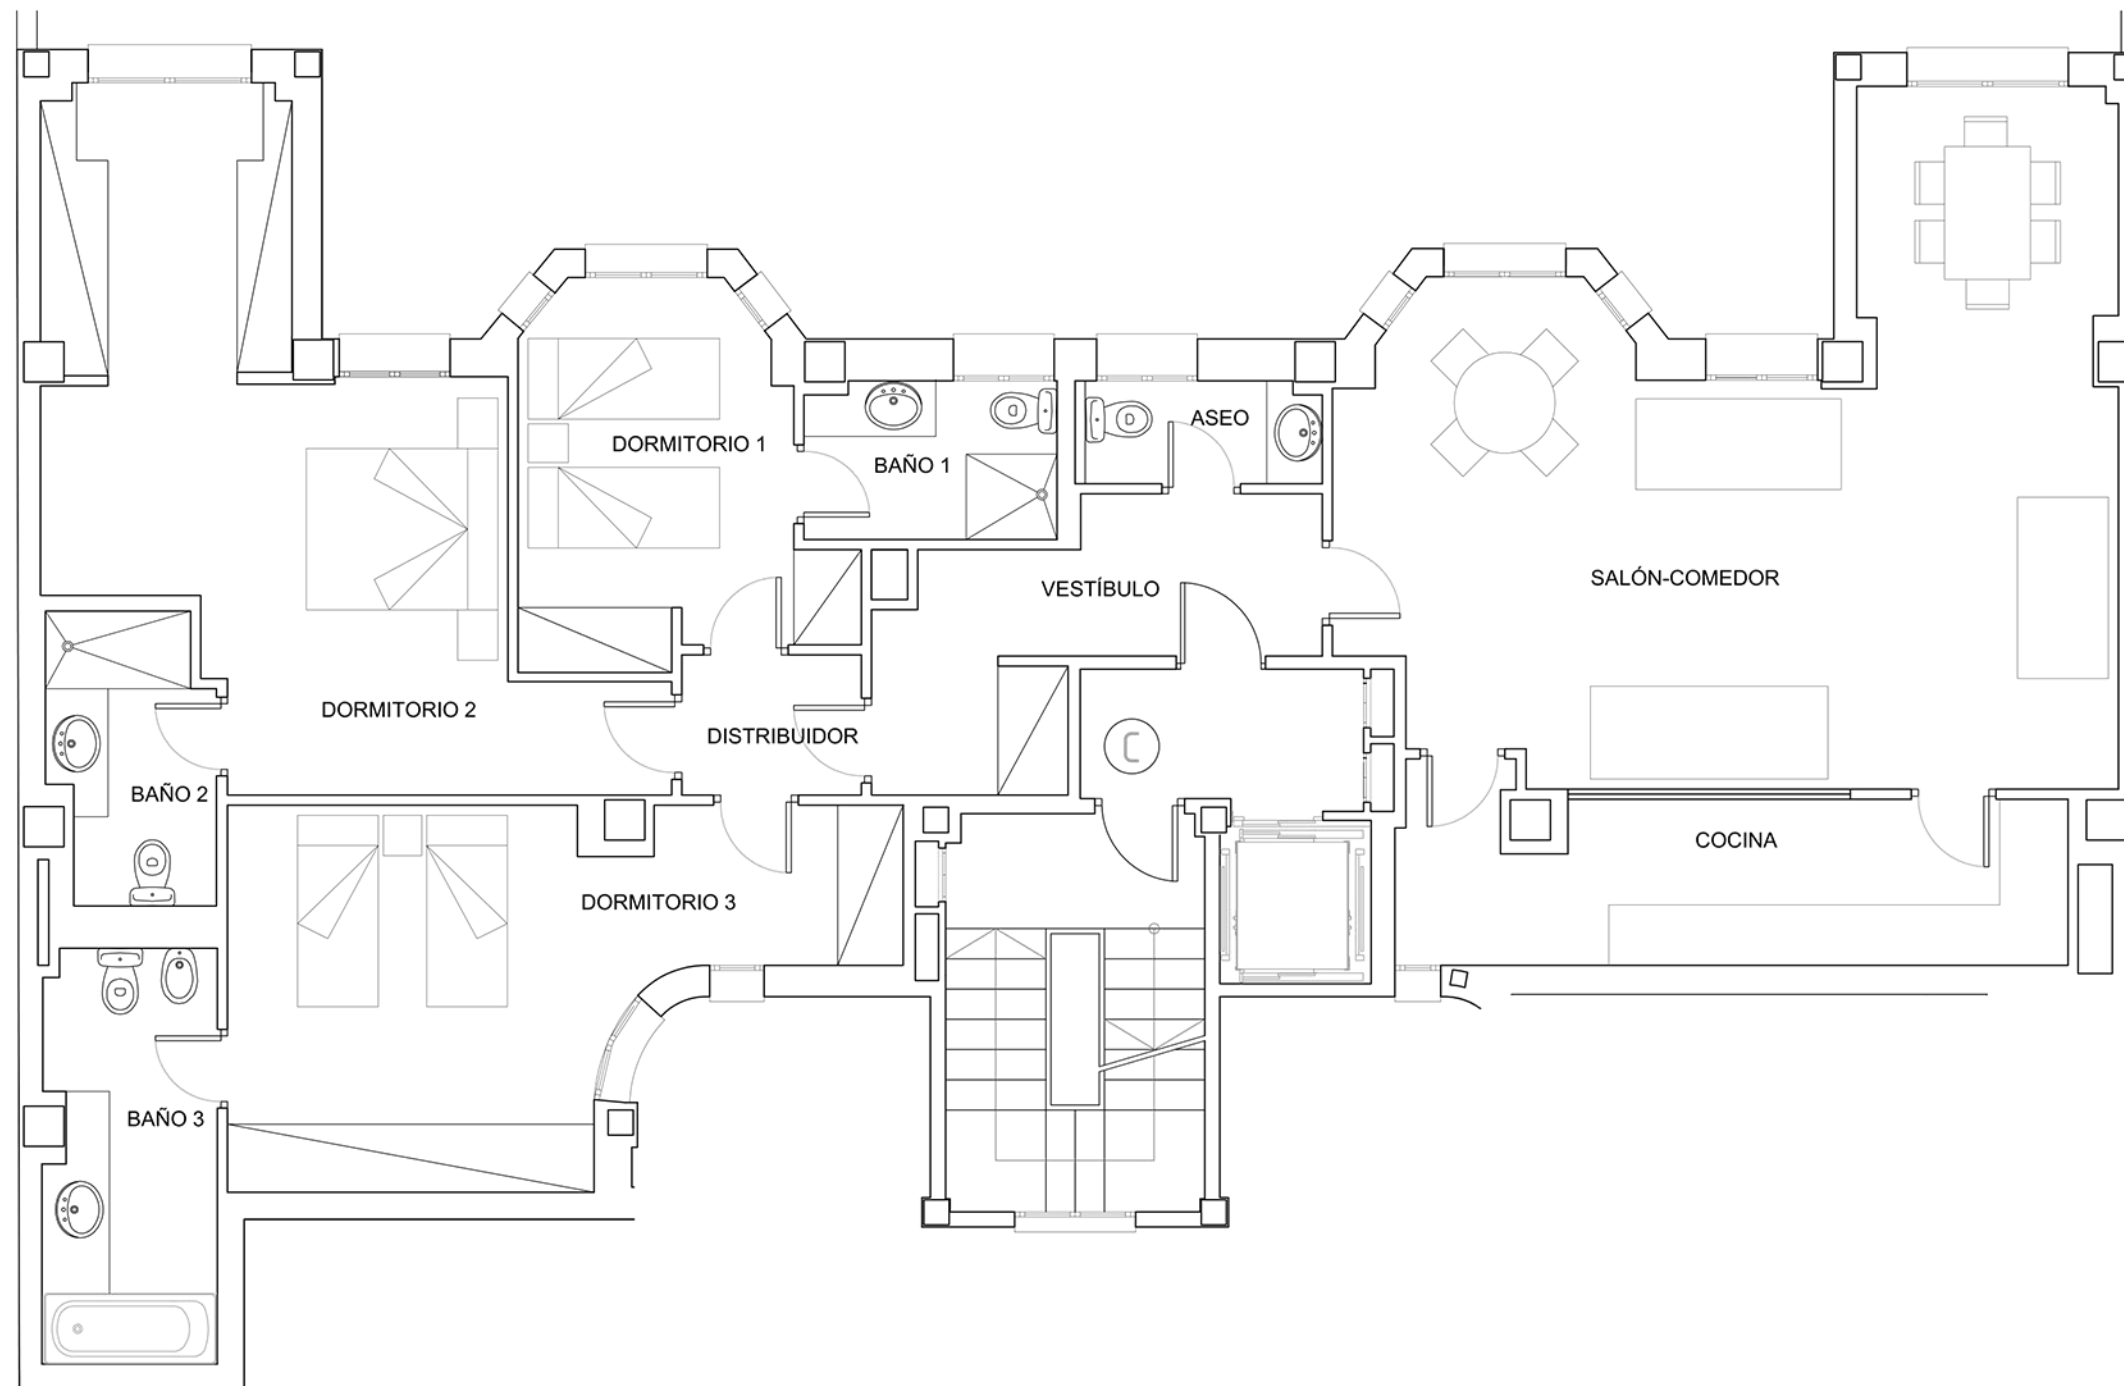 ASEO
DORMITORIO 1
BAÑO 1
SALÓN-COMEDOR
VESTÍBULO
DORMITORIO 2
DISTRIBUIDOR
C
BAÑO 2
COCINA
DORMITORIO 3
BAÑO 3